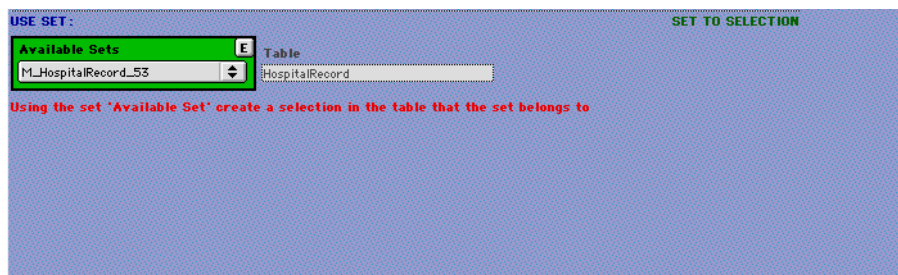 USE SET:
SET TO SELECTION
Available Sets
E
Table
M_HospitalRecord_53
HospitalRecord
Using the set 'Available Set' create a selection in the table that the set belongs to